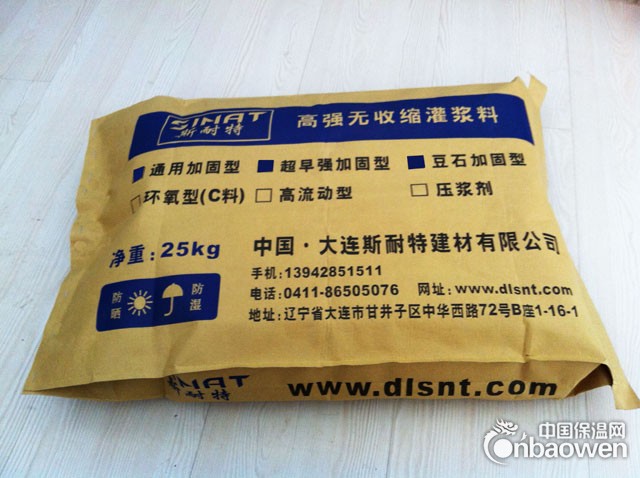 SINAT
斯耐特
高强无收缩灌浆料
通用加固型 超早强加固型 豆石加固型
环氧型(C料) 高流动型 压浆剂
净重：25kg
防晒 防湿
中国·大连斯耐特建材有限公司
手机：13942851511
电话：0411-86505076 网址：www.dlsnt.com
地址：辽宁省大连市甘井子区中华西路72号B座1-16-1
SINAT
斯耐特
www.dlsnt.com
中国保温网
cnbaowen